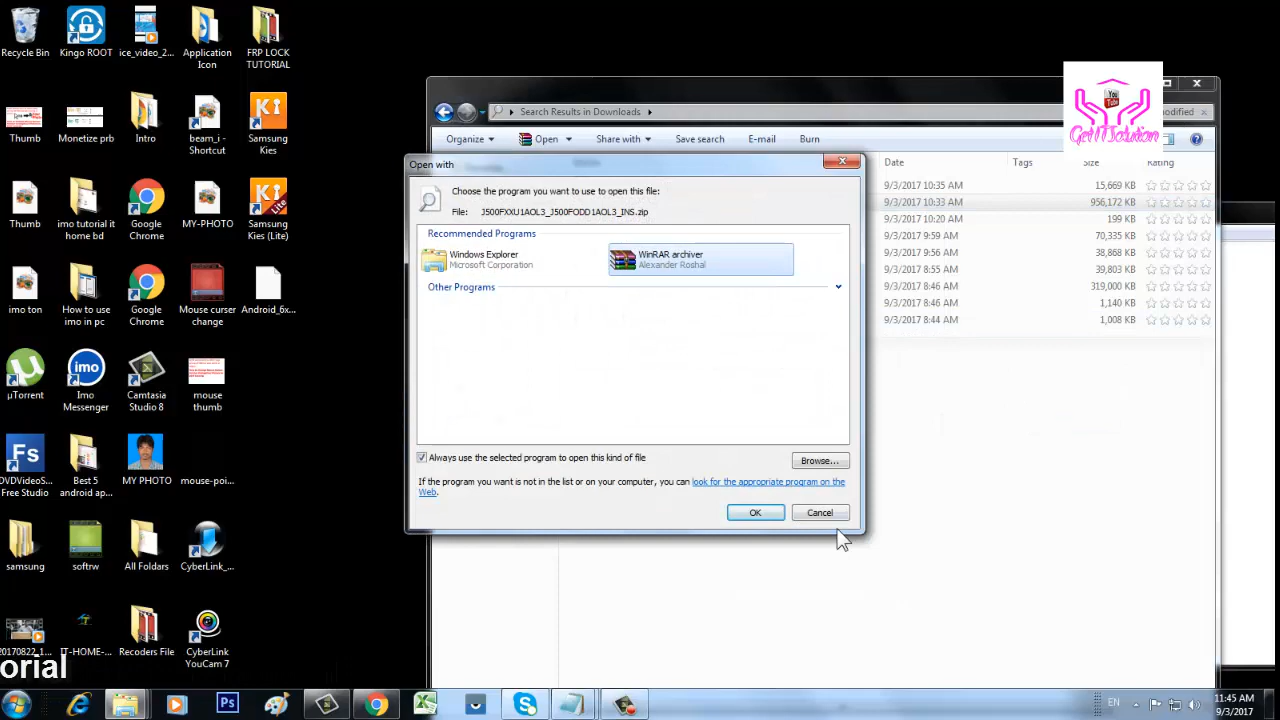 Recycle Bin
Kingo ROOT
ice_video_2...
Application
Icon
FRP LOCK
TUTORIAL
Thumb
Monetize prb
Intro
beam_i -
Shortcut
Samsung
Kies
Thumb
imo tutorial it
home bd
Google
Chrome
MY-PHOTO
Samsung
Kies (Lite)
imo ton
How to use
imo in pc
Google
Chrome
Mouse curser
change
Android_6x...
µTorrent
Imo
Messenger
Camtasia
Studio 8
mouse
thumb
DVDVideoS...
Free Studio
Best 5
android ap...
MY PHOTO
mouse-poi...
samsung
softrw
All Foldars
CyberLink_...
20170822_1...
IT-HOME-...
Recoders File
CyberLink
YouCam 7
orial
Search Results in Downloads
odified
Organize
Open
Share with
Save search
E-mail
Burn
You
Tube
Get IT Solution
Date
Tags
Size
Rating
9/3/2017 10:35 AM 15,669 KB
9/3/2017 10:33 AM 956,172 KB
9/3/2017 10:20 AM 199 KB
9/3/2017 9:59 AM 70,335 KB
9/3/2017 9:56 AM 38,868 KB
9/3/2017 8:55 AM 39,803 KB
9/3/2017 8:46 AM 319,000 KB
9/3/2017 8:46 AM 1,140 KB
9/3/2017 8:44 AM 1,008 KB
Open with
Choose the program you want to use to open this file:
File: J500FXXU1AOL3_J500FODD1AOL3_INS.zip
Recommended Programs
Windows Explorer
Microsoft Corporation
WinRAR archiver
Alexander Roshal
Other Programs
Always use the selected program to open this kind of file
Browse...
If the program you want is not in the list or on your computer, you can look for the appropriate program on the
Web.
OK
Cancel
EN
11:45 AM
9/3/2017